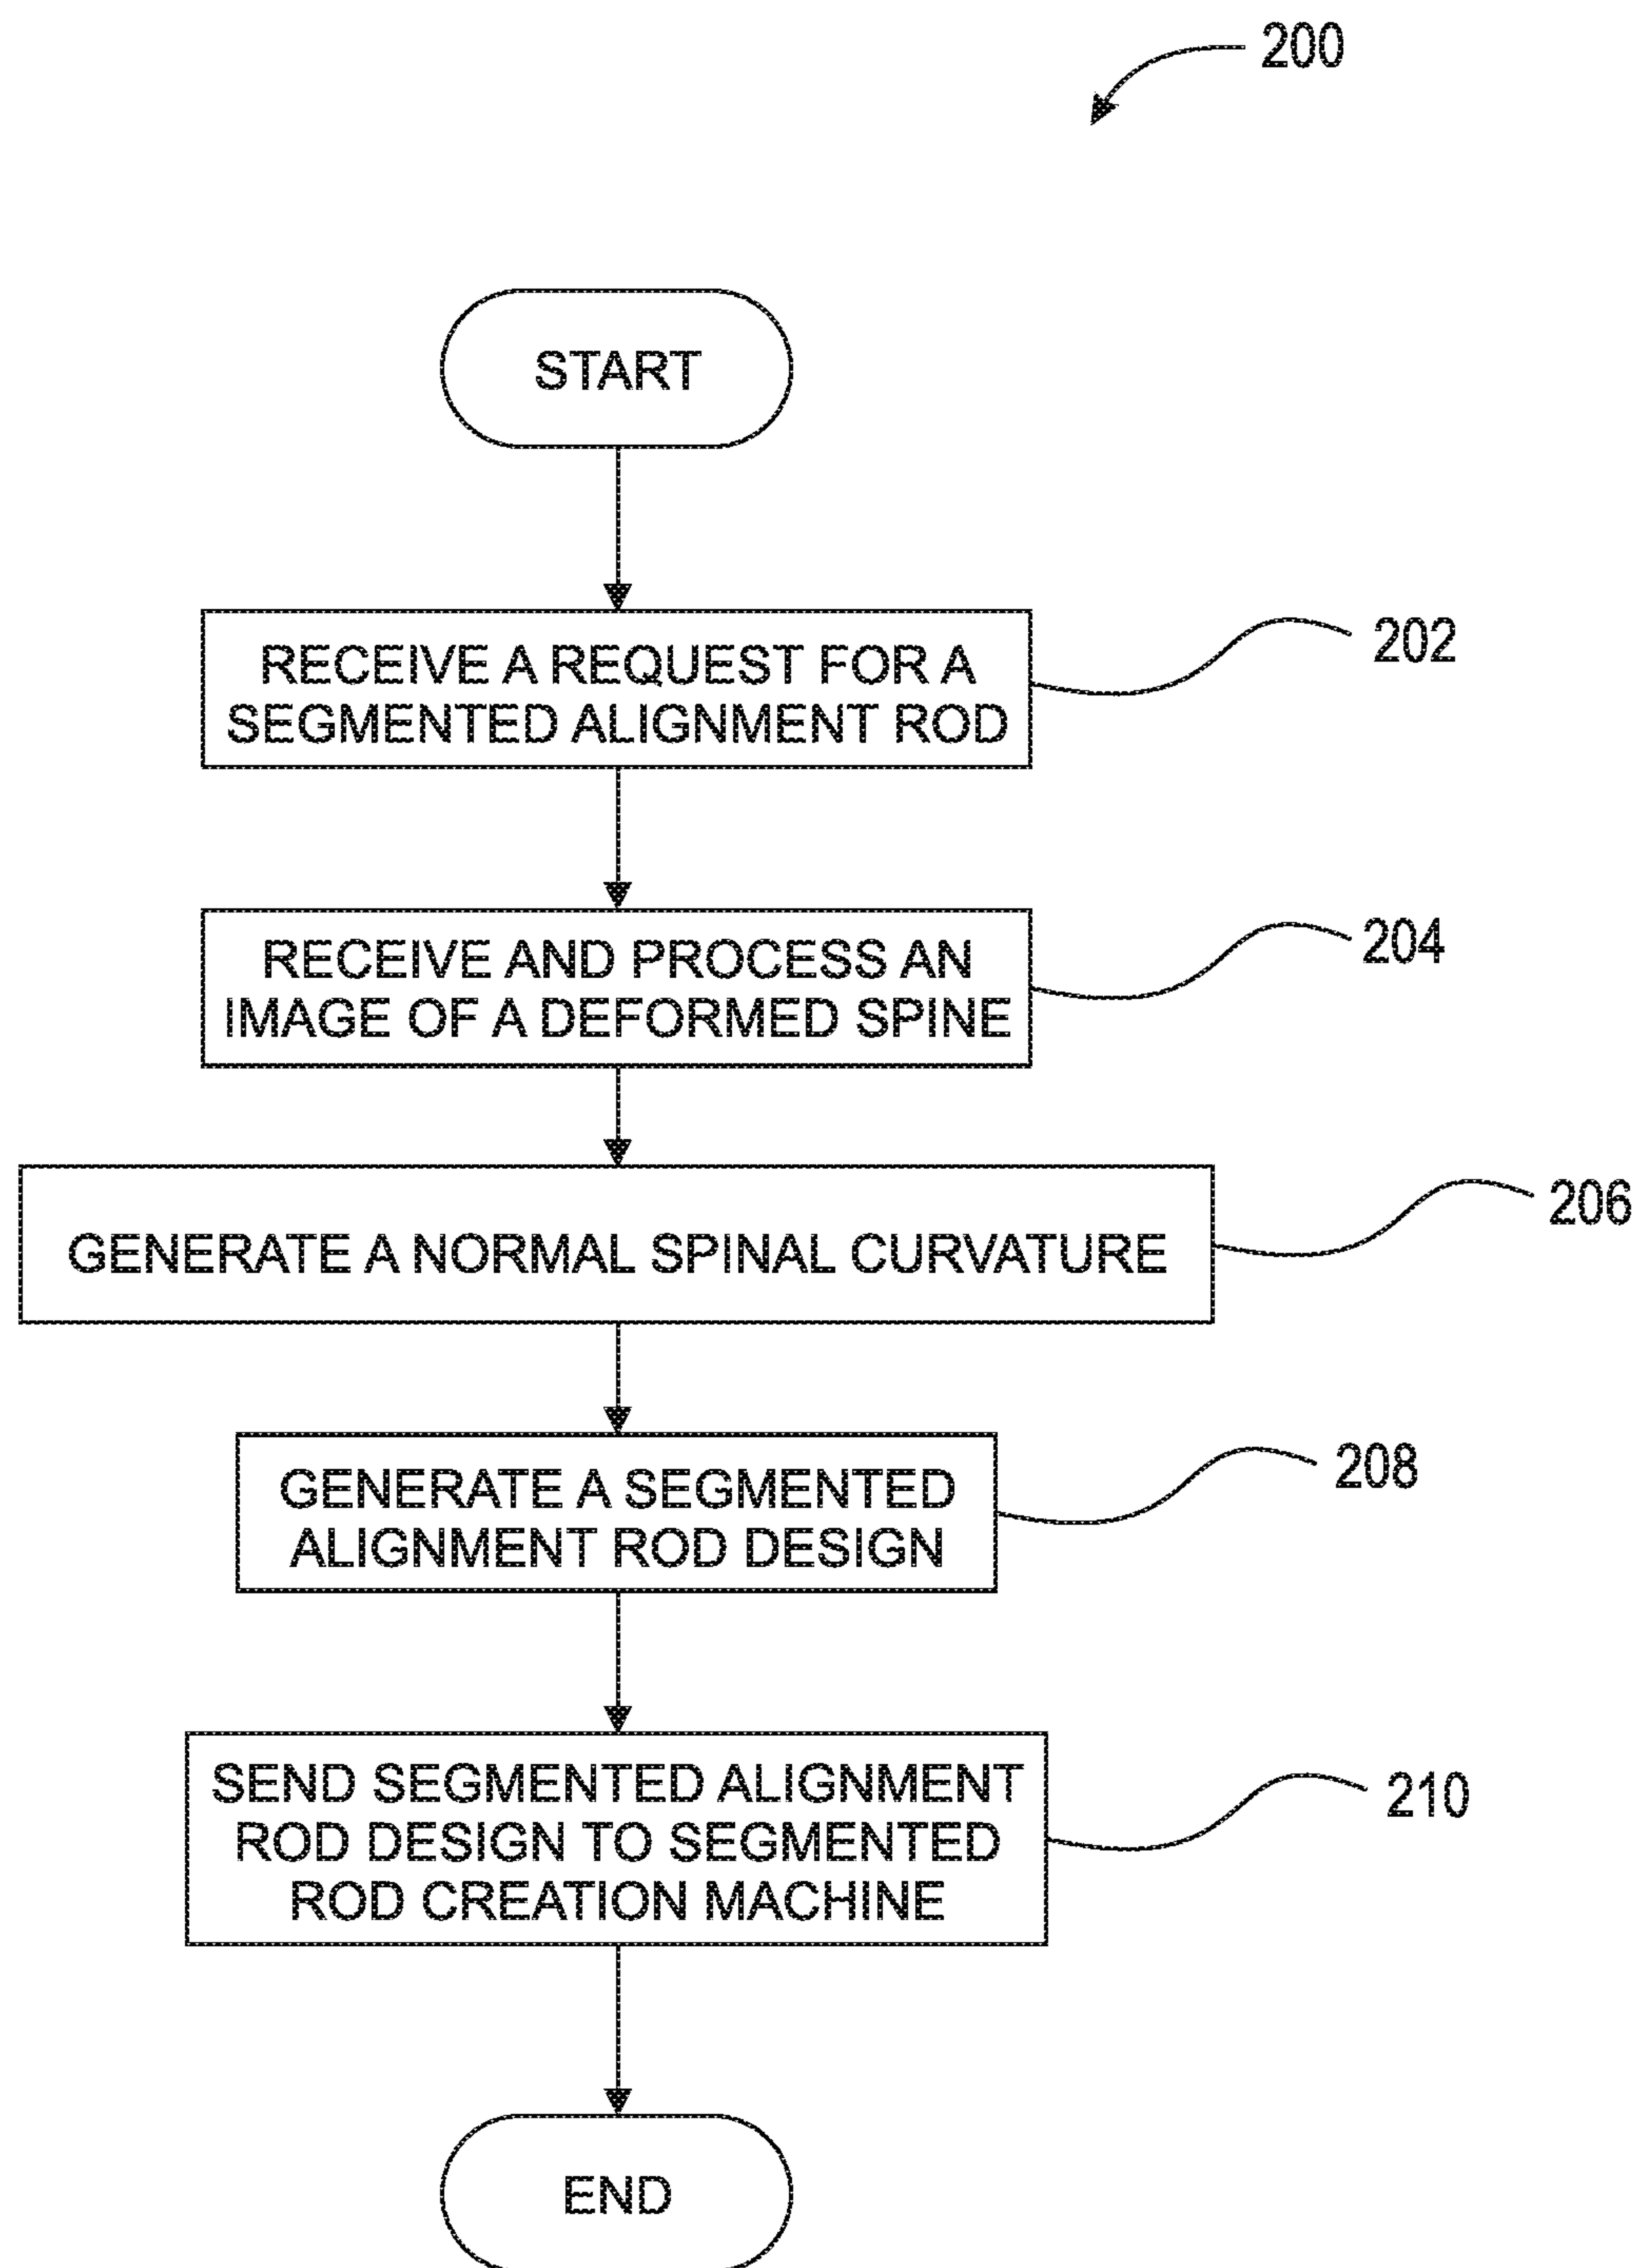 200
START
RECEIVE A REQUEST FOR A
SEGMENTED ALIGNMENT ROD
202
RECEIVE AND PROCESS AN
IMAGE OF A DEFORMED SPINE
204
GENERATE A NORMAL SPINAL CURVATURE
206
GENERATE A SEGMENTED
ALIGNMENT ROD DESIGN
208
SEND SEGMENTED ALIGNMENT
ROD DESIGN TO SEGMENTED
ROD CREATION MACHINE
210
END